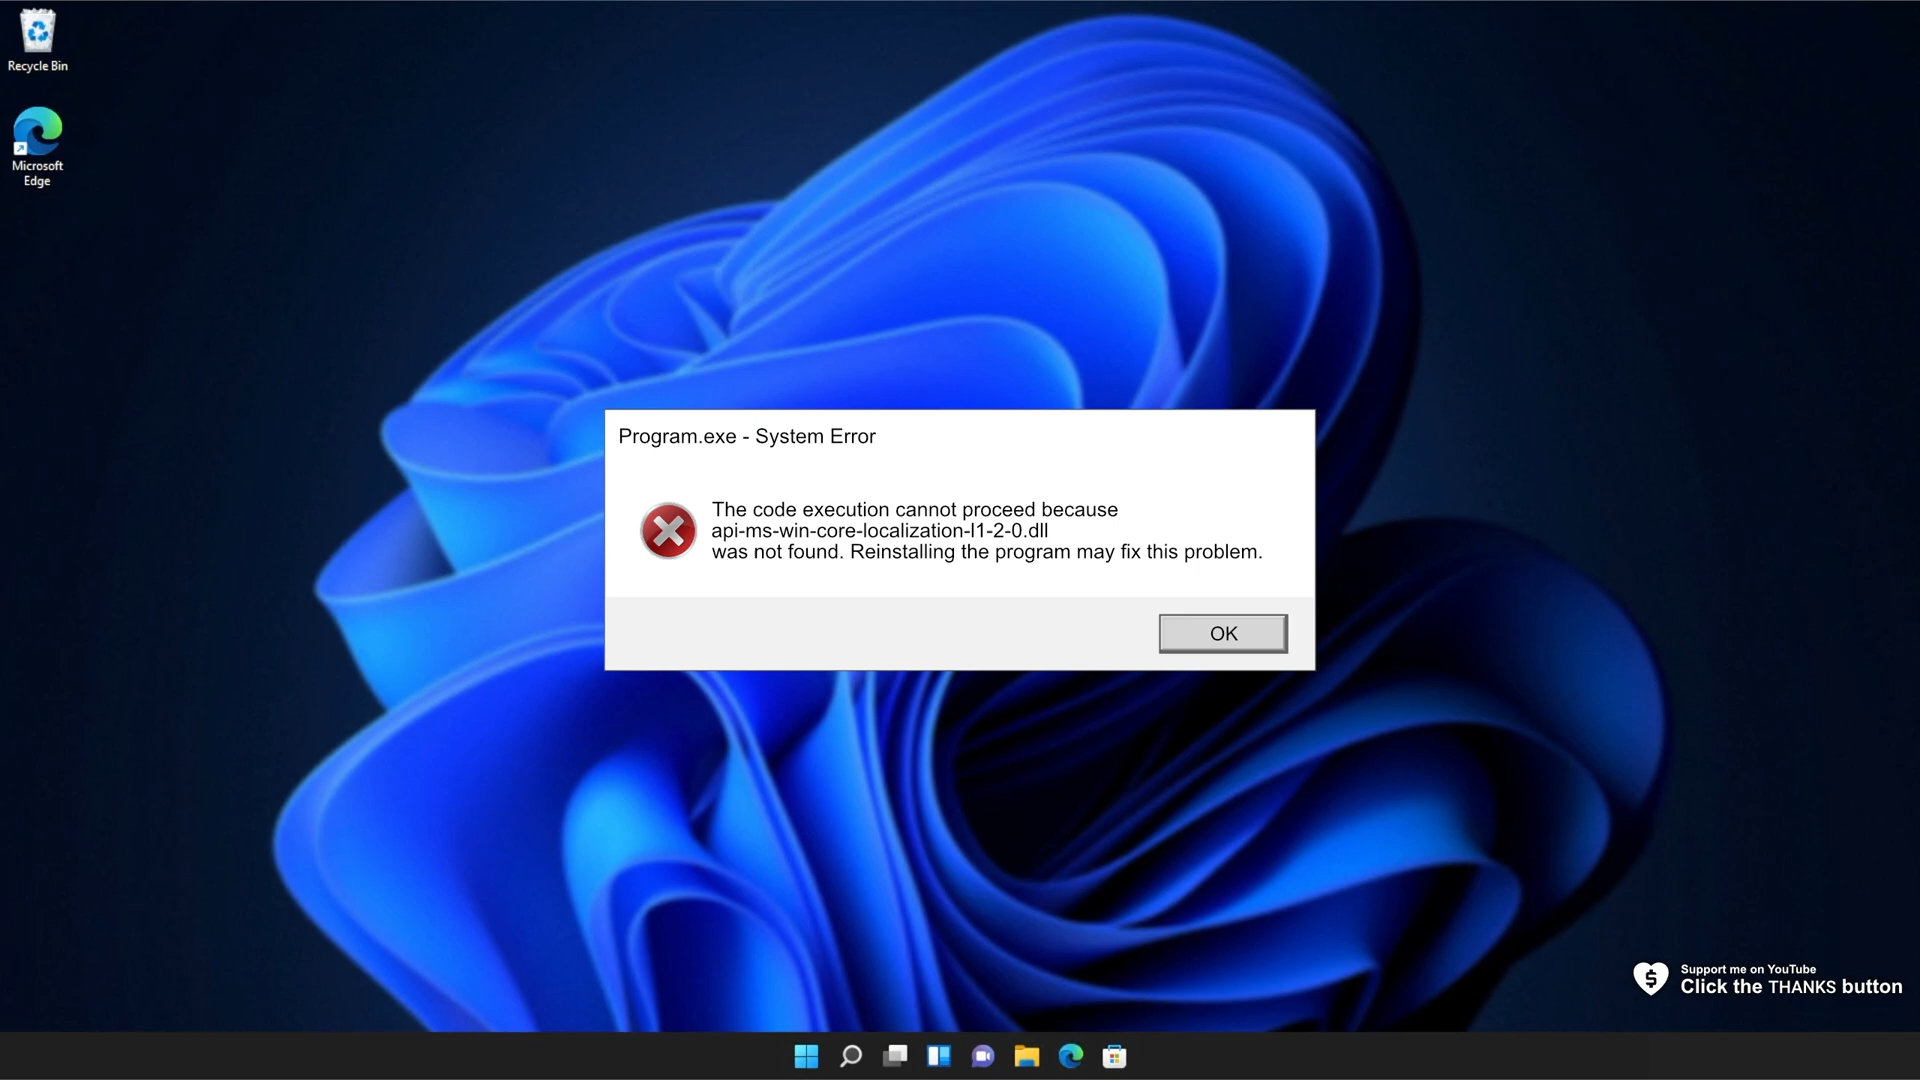 Recycle Bin
Microsoft
Edge
Program.exe - System Error
The code execution cannot proceed because
api-ms-win-core-localization-l1-2-0.dll
was not found. Reinstalling the program may fix this problem.
OK
Support me on YouTube
Click the THANKS button